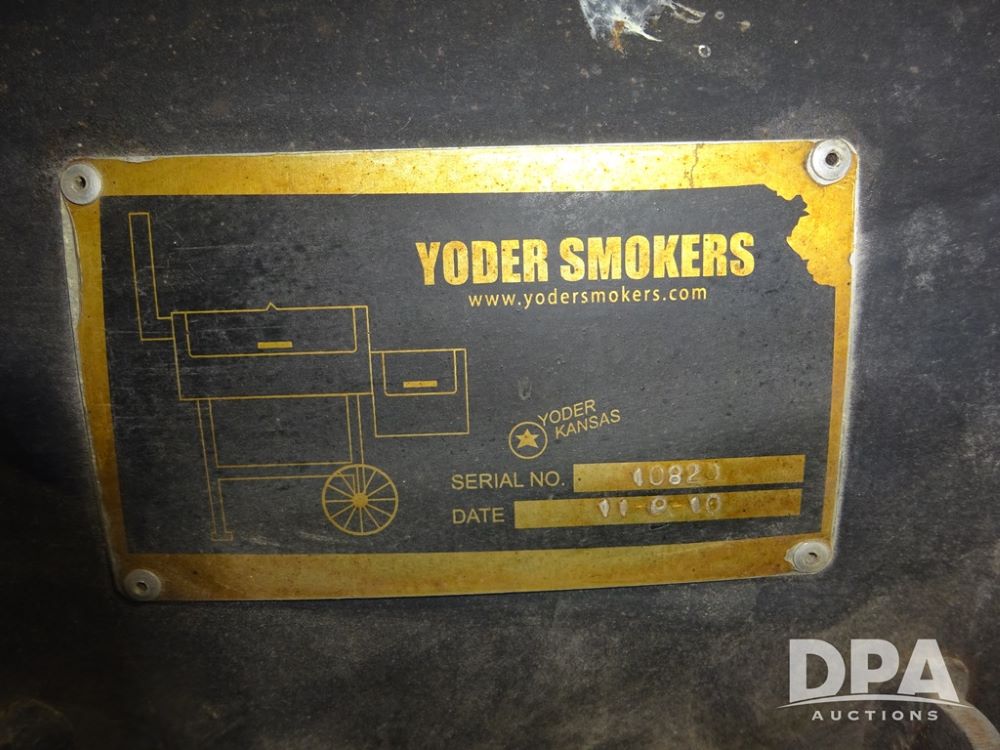 YODER SMOKERS
www.yodersmokers.com
YODER
KANSAS
SERIAL NO.
DATE
DPA
AUCTIONS